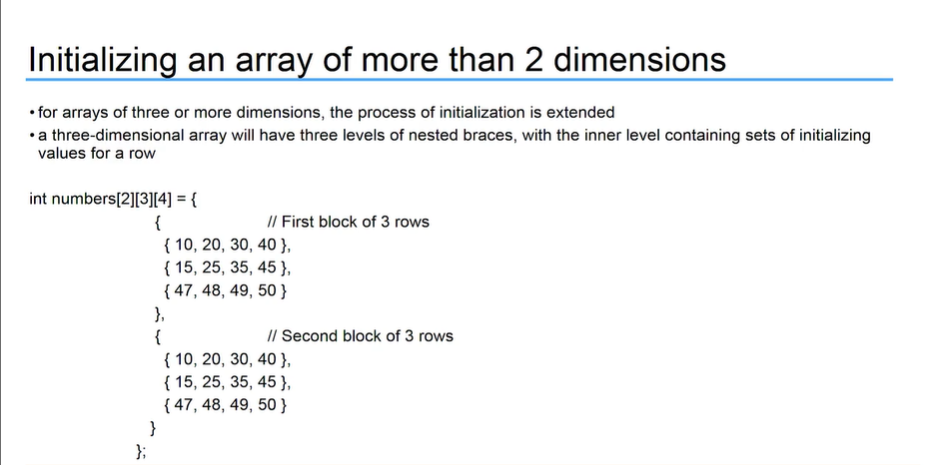 Initializing an array of more than 2 dimensions
• for arrays of three or more dimensions, the process of initialization is extended
• a three-dimensional array will have three levels of nested braces, with the inner level containing sets of initializing
values for a row
int numbers[2][3][4] = {
{ // First block of 3 rows
{ 10, 20, 30, 40 },
{ 15, 25, 35, 45 },
{ 47, 48, 49, 50 }
},
{ // Second block of 3 rows
{ 10, 20, 30, 40 },
{ 15, 25, 35, 45 },
{ 47, 48, 49, 50 }
}
};